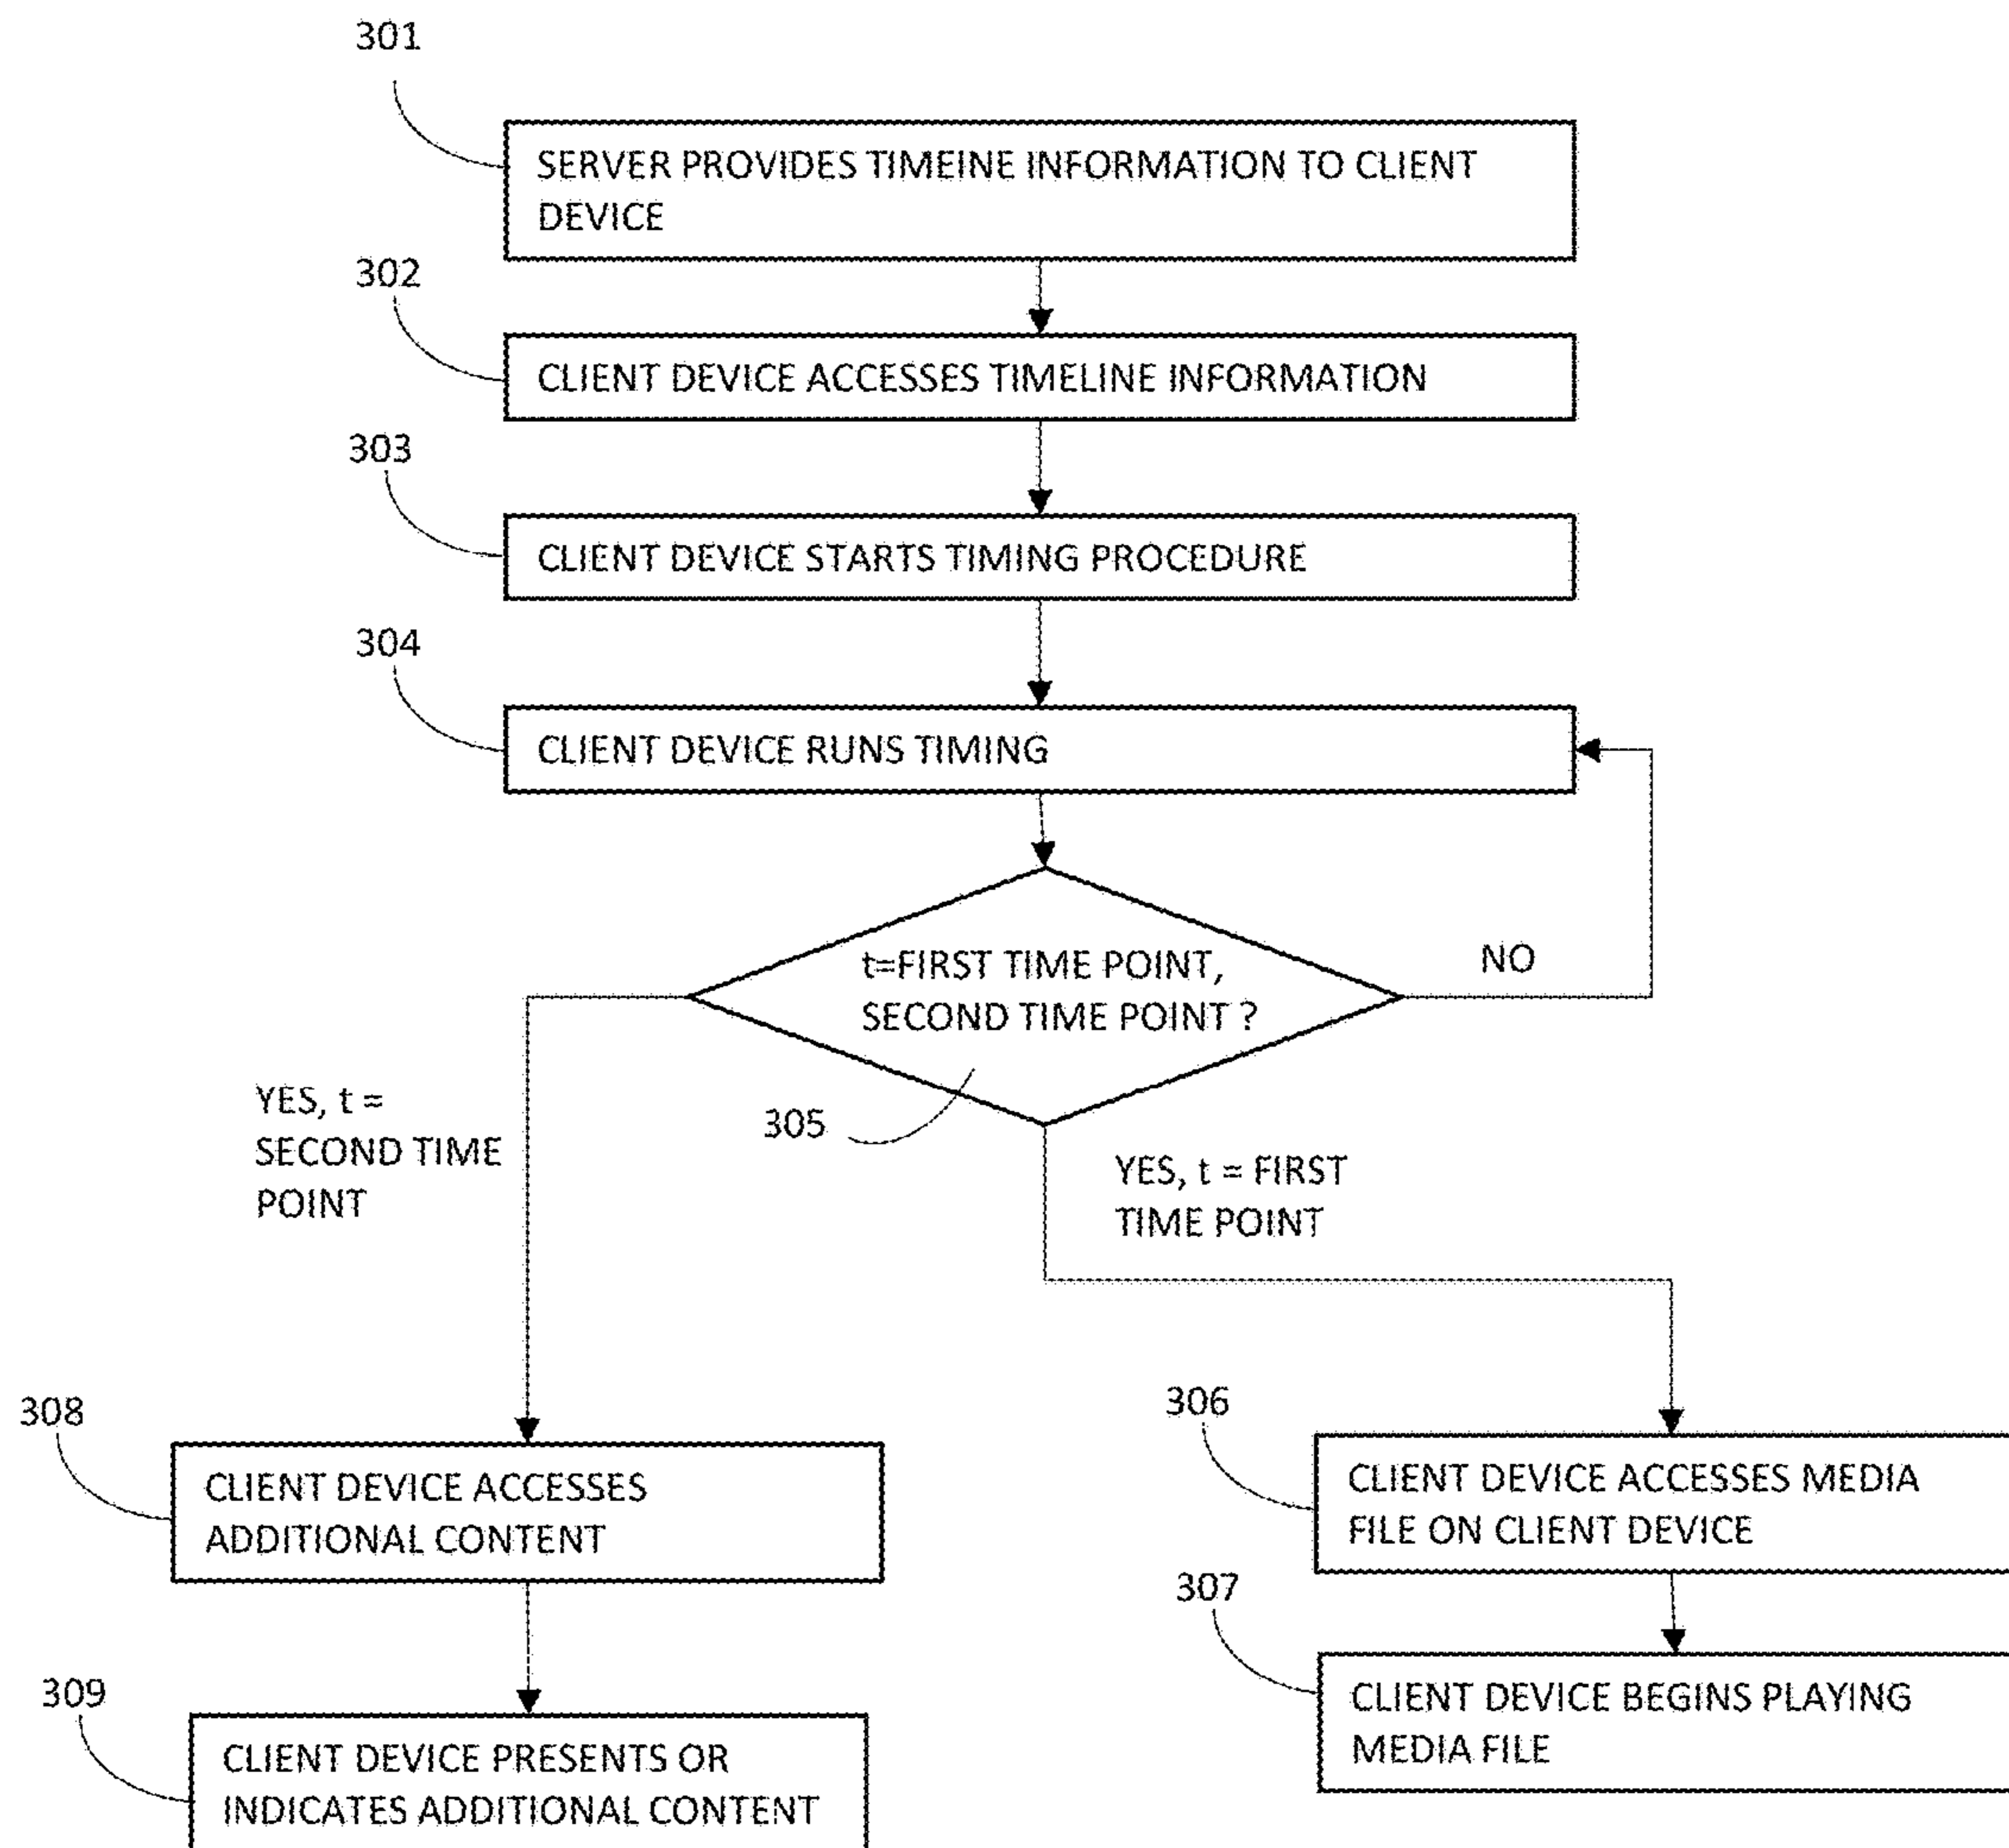 301
SERVER PROVIDES TIMEINE INFORMATION TO CLIENT
DEVICE
302
CLIENT DEVICE ACCESSES TIMELINE INFORMATION
303
CLIENT DEVICE STARTS TIMING PROCEDURE
304
CLIENT DEVICE RUNS TIMING
t=FIRST TIME POINT,
SECOND TIME POINT ?
NO
305
YES, t =
SECOND TIME
POINT
YES, t = FIRST
TIME POINT
308
CLIENT DEVICE ACCESSES
ADDITIONAL CONTENT
306
CLIENT DEVICE ACCESSES MEDIA
FILE ON CLIENT DEVICE
309
CLIENT DEVICE PRESENTS OR
INDICATES ADDITIONAL CONTENT
307
CLIENT DEVICE BEGINS PLAYING
MEDIA FILE